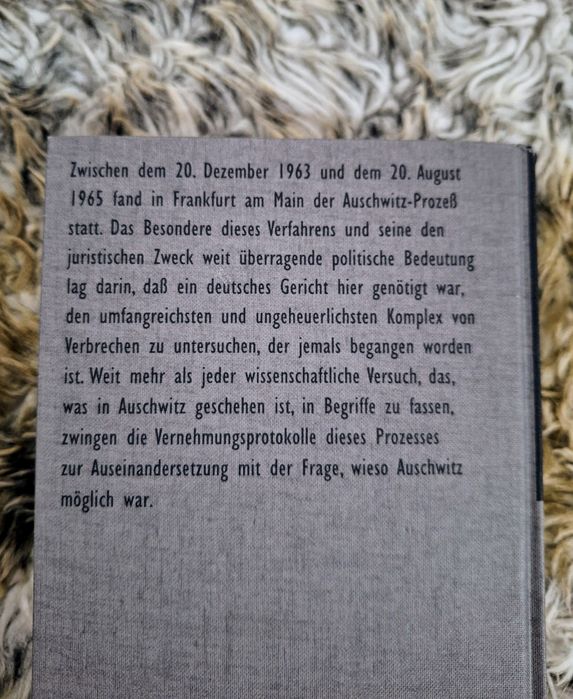 Zwischen dem 20. Dezember 1963 und dem 20. August
1965 fand in Frankfurt am Main der Auschwitz-Prozeß
statt. Das Besondere dieses Verfahrens und seine den
juristischen Zweck weit überragende politische Bedeutung
lag darin, daß ein deutsches Gericht hier genötigt war,
den umfangreichsten und ungeheuerlichsten Komplex von
Verbrechen zu untersuchen, der jemals begangen worden
ist. Weit mehr als jeder wissenschaftliche Versuch, das,
was in Auschwitz geschehen ist, in Begriffe zu fassen,
zwingen die Vernehmungsprotokolle dieses Prozesses
zur Auseinandersetzung mit der Frage, wieso Auschwitz
möglich war.